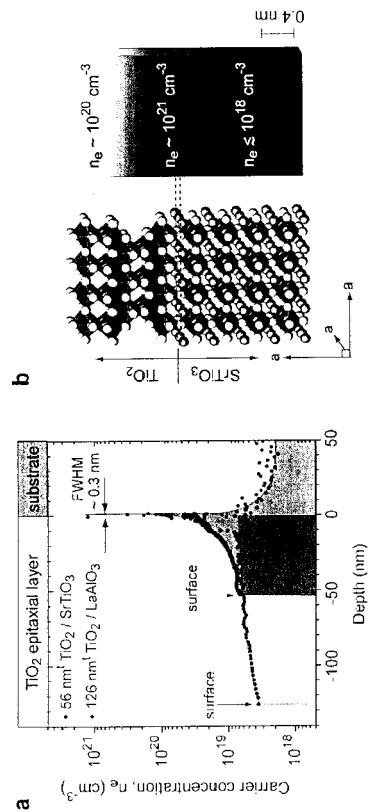 a
TiO2 epitaxial layer
substrate
56 nmt TiO2 / SrTiO3
126 nmt TiO2 / LaAlO3
FWHM
~ 0.3 nm
surface
surface
10^21
10^20
10^19
10^18
Carrier concentration, ne (cm-3)
-100
-50
0
50
Depth (nm)
b
TiO2
SrTiO3
a
a
a
ne ~ 10^20 cm-3
ne ~ 10^21 cm-3
ne ≲ 10^18 cm-3
0.4 nm